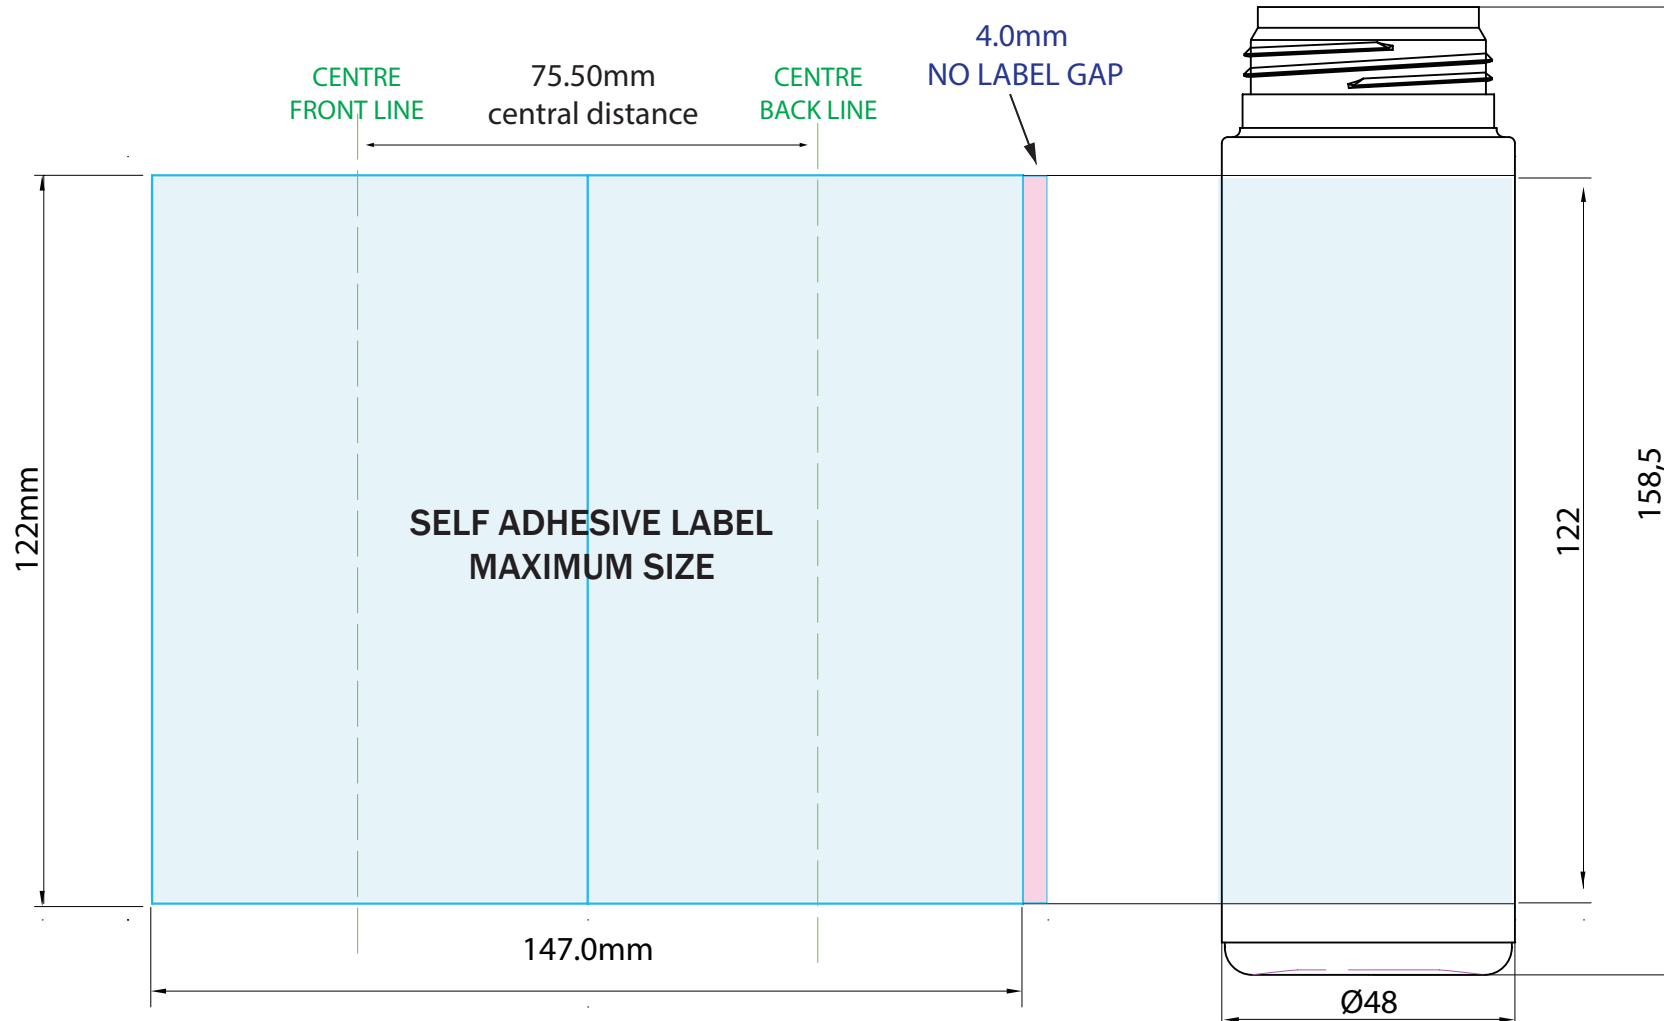 4.0mm
NO LABEL GAP
CENTRE
FRONT LINE
75.50mm
central distance
CENTRE
BACK LINE
122mm
SELF ADHESIVE LABEL
MAXIMUM SIZE
122
158,5
147.0mm
Ø48